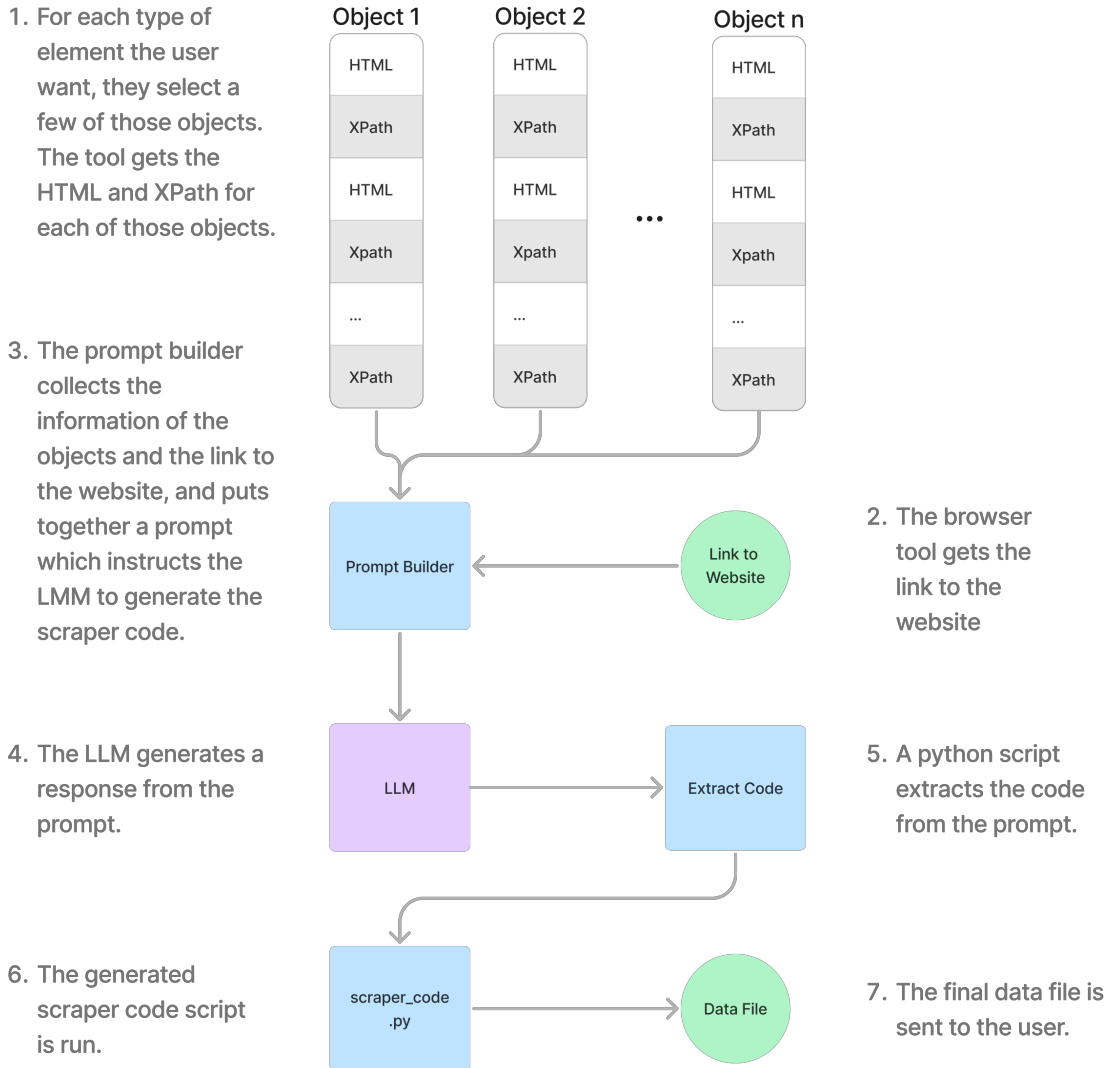 1. For each type of
element the user
want, they select a
few of those objects.
The tool gets the
HTML and XPath for
each of those objects.
Object 1
HTML
XPath
HTML
Xpath
...
XPath
Object 2
HTML
XPath
HTML
Xpath
...
XPath
...
Object n
HTML
XPath
HTML
Xpath
...
XPath
2. The browser
tool gets the
link to the
website
Link to
Website
3. The prompt builder
collects the
information of the
objects and the link to
the website, and puts
together a prompt
which instructs the
LMM to generate the
scraper code.
Prompt Builder
4. The LLM generates a
response from the
prompt.
LLM
Extract Code
5. A python script
extracts the code
from the prompt.
6. The generated
scraper code script
is run.
scraper_code
.py
Data File
7. The final data file is
sent to the user.